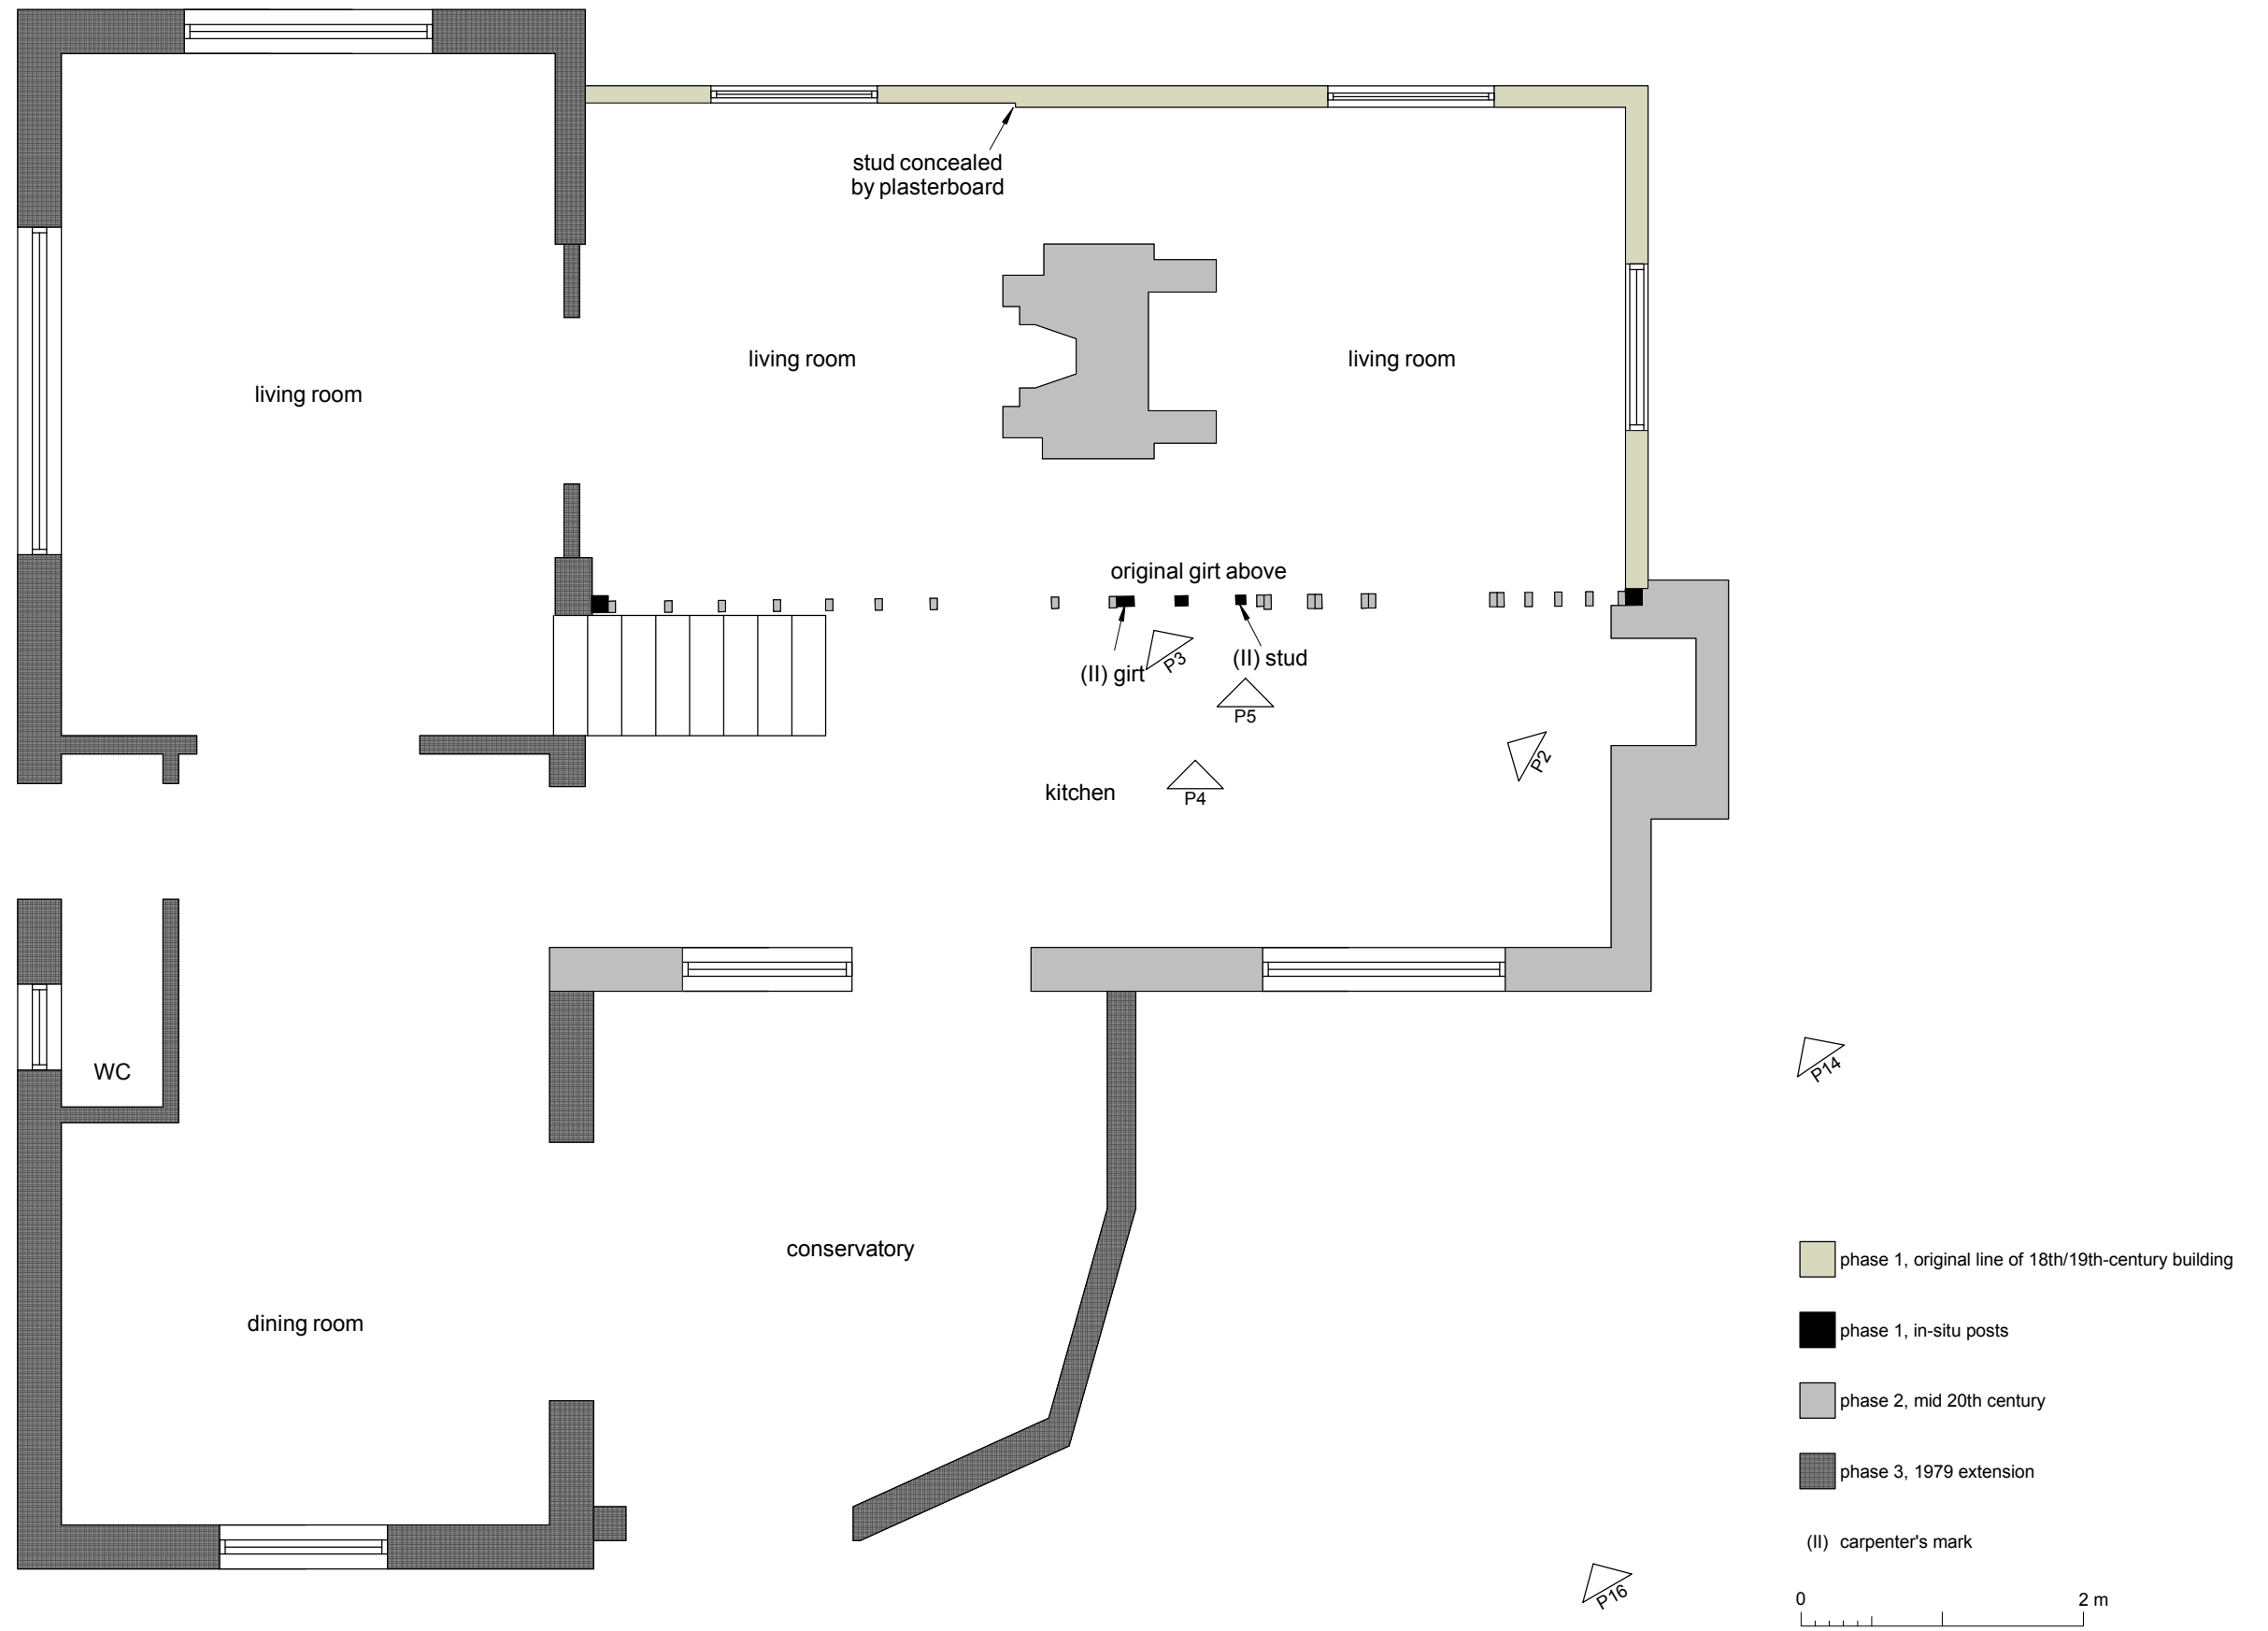 stud concealed
by plasterboard
living room
living room
living room
original girt above
(II) girt
P3
(II) stud
P5
P2
kitchen
P4
WC
P14
conservatory
dining room
phase 1, original line of 18th/19th-century building
phase 1, in-situ posts
phase 2, mid 20th century
phase 3, 1979 extension
(II) carpenter's mark
P16
0 2 m